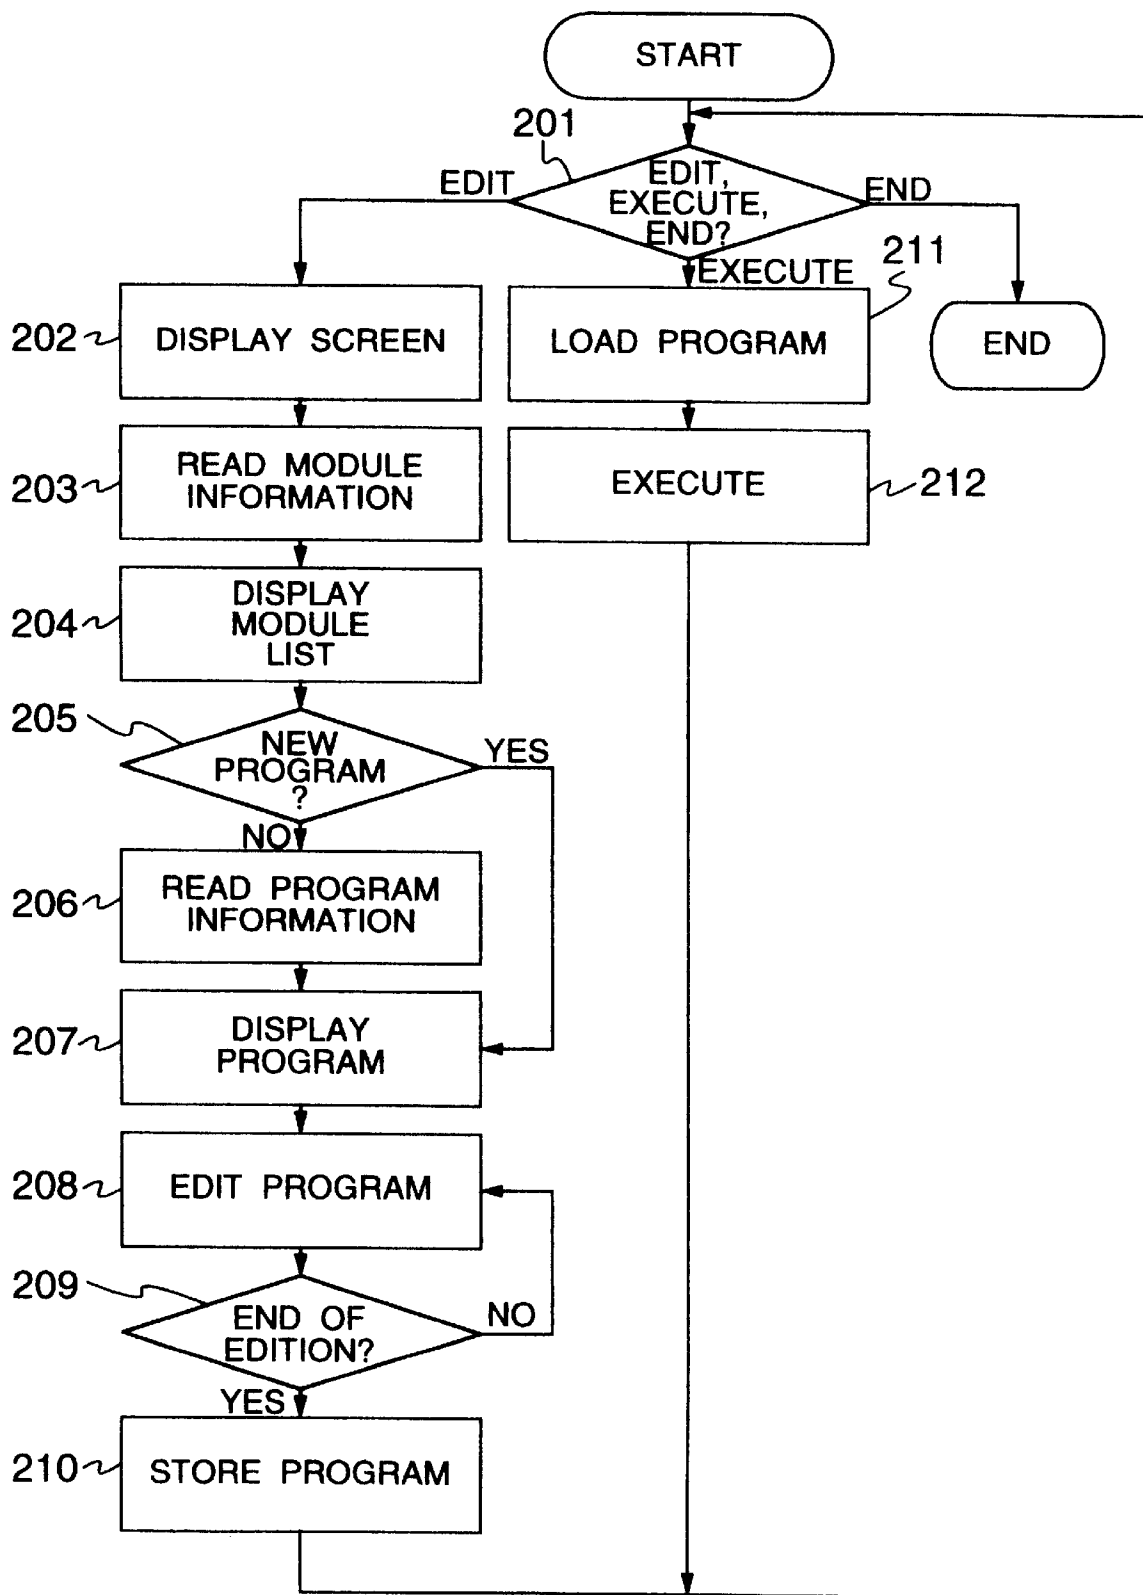 START
201
EDIT
EDIT,
EXECUTE,
END?
END
EXECUTE
211
202
DISPLAY SCREEN
LOAD PROGRAM
END
203
READ MODULE
INFORMATION
EXECUTE
212
204
DISPLAY
MODULE
LIST
205
NEW
PROGRAM
?
YES
NO
206
READ PROGRAM
INFORMATION
207
DISPLAY
PROGRAM
208
EDIT PROGRAM
209
END OF
EDITION?
NO
YES
210
STORE PROGRAM